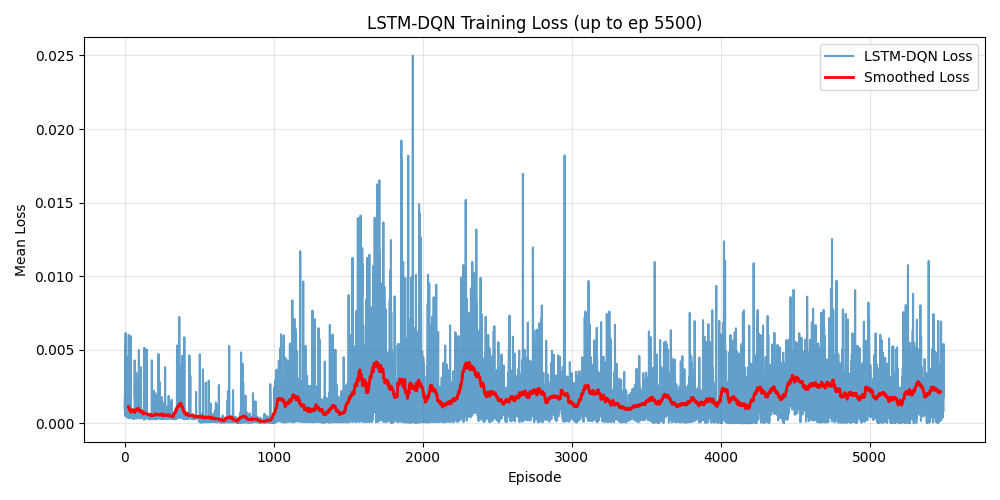 LSTM-DQN Training Loss (up to ep 5500)
LSTM-DQN Loss
Smoothed Loss
Mean Loss
0.025
0.020
0.015
0.010
0.005
0.000
0
1000
2000
3000
4000
5000
Episode